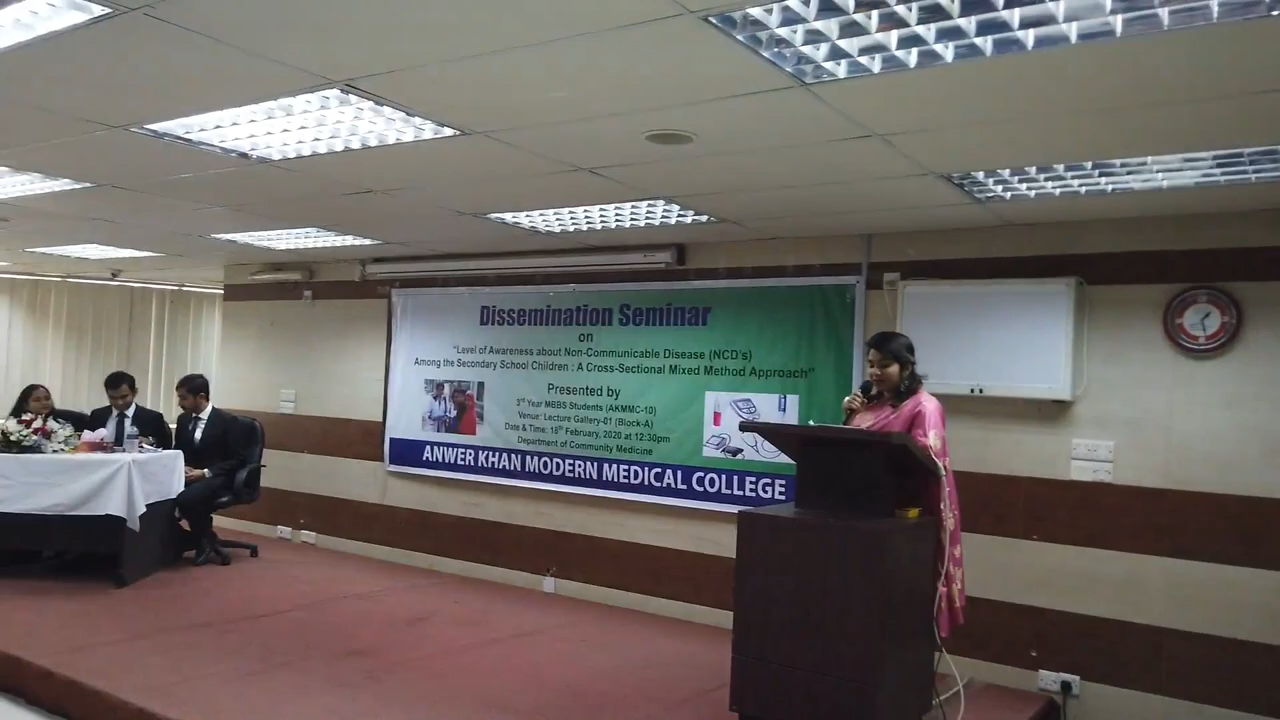 Dissemination Seminar
on
"Level of Awareness about Non-Communicable Disease (NCD's)
Among the Secondary School Children : A Cross-Sectional Mixed Method Approach"
Presented by
3rd Year MBBS Students (AKMMC-10)
Venue: Lecture Gallery-01 (Block-A)
Date & Time: 18th February, 2020 at 12:30pm
Department of Community Medicine
ANWER KHAN MODERN MEDICAL COLLEGE